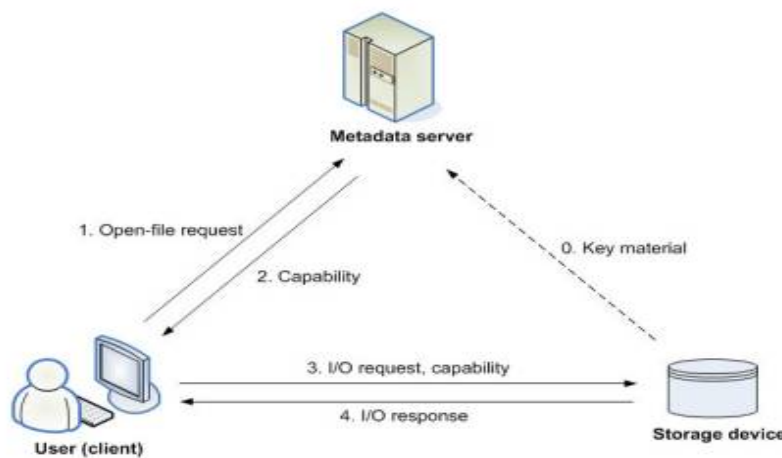 Metadata server
1. Open-file request
0. Key material
2. Capability
3. I/O request, capability
4. I/O response
User (client)
Storage device